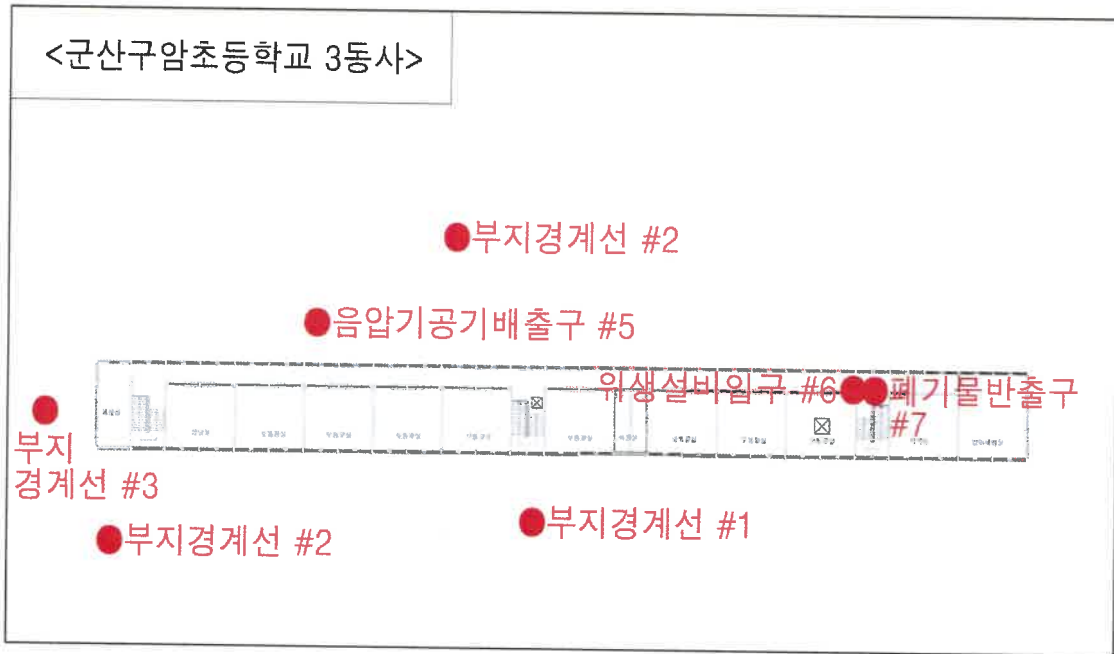 <군산구암초등학교 3동사>
부지경계선 #2
음압기공기배출구 #5
위생설비입구 #6
폐기물반출구
#7
부지
경계선 #3
부지경계선 #2
부지경계선 #1